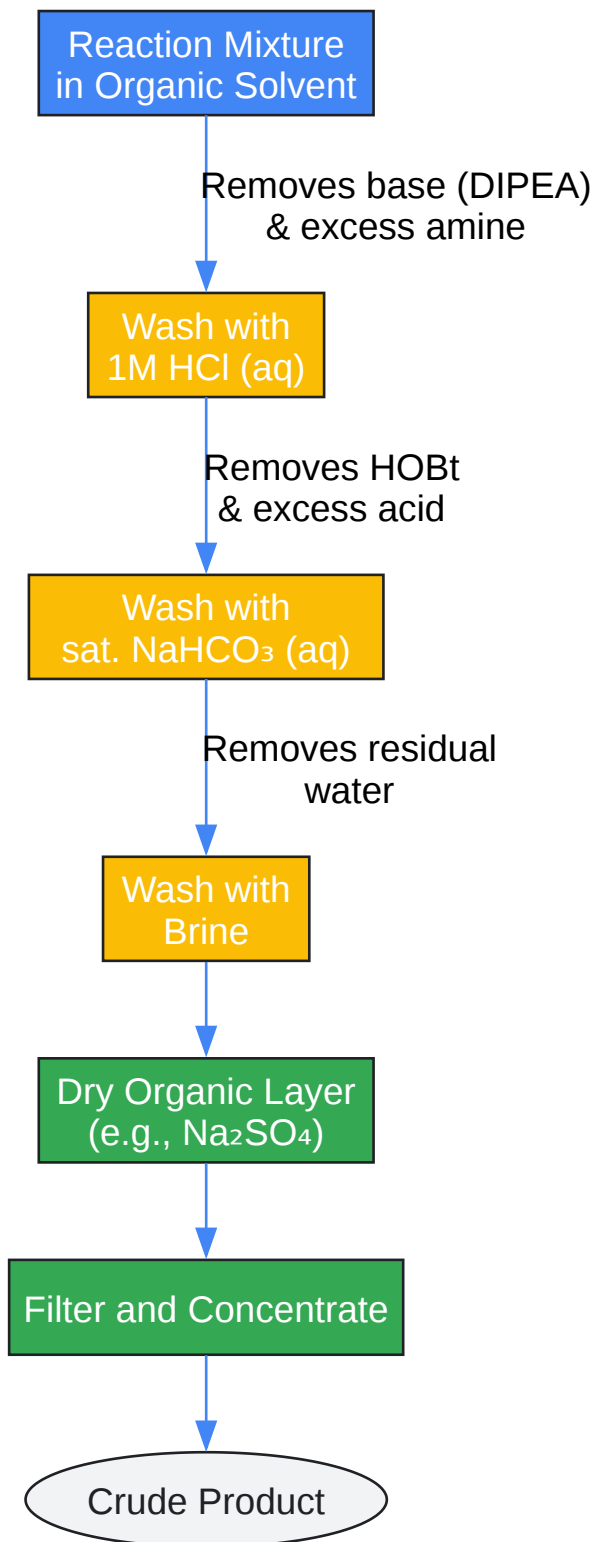 Reaction Mixture
in Organic Solvent
Removes base (DIPEA)
& excess amine
Wash with
1M HCl (aq)
Removes HOBt
& excess acid
Wash with
sat. NaHCO₃ (aq)
Removes residual
water
Wash with
Brine
Dry Organic Layer
(e.g., Na₂SO₄)
Filter and Concentrate
Crude Product